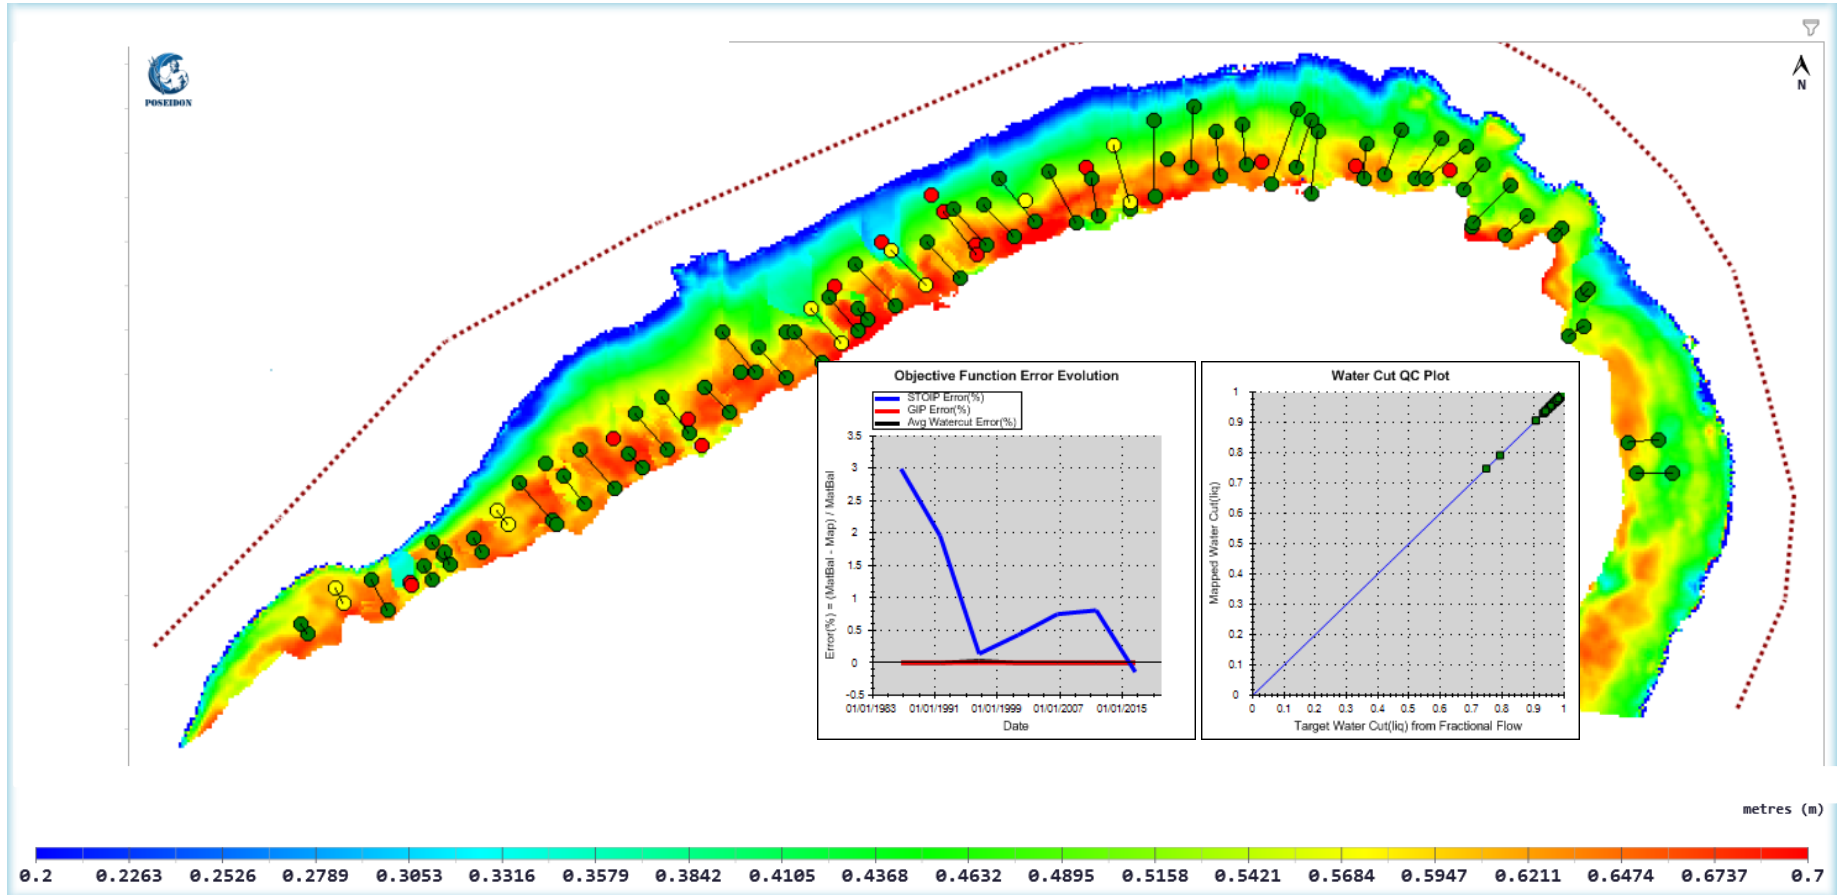 POSEIDON
N
Objective Function Error Evolution
STOIP Error(%)
GIP Error(%)
Avg Watercut Error(%)
3.5
3
2.5
2
1.5
1
0.5
0
-0.5
Error(%) = (MatBal - Map) / MatBal
01/01/1983 01/01/1991 01/01/1999 01/01/2007 01/01/2015
Date
Water Cut QC Plot
1
0.9
0.8
0.7
0.6
0.5
0.4
0.3
0.2
0.1
0
Mapped Water Cut(liq)
0 0.1 0.2 0.3 0.4 0.5 0.6 0.7 0.8 0.9 1
Target Water Cut(liq) from Fractional Flow
metres (m)
0.2 0.2263 0.2526 0.2789 0.3053 0.3316 0.3579 0.3842 0.4105 0.4368 0.4632 0.4895 0.5158 0.5421 0.5684 0.5947 0.6211 0.6474 0.6737 0.7